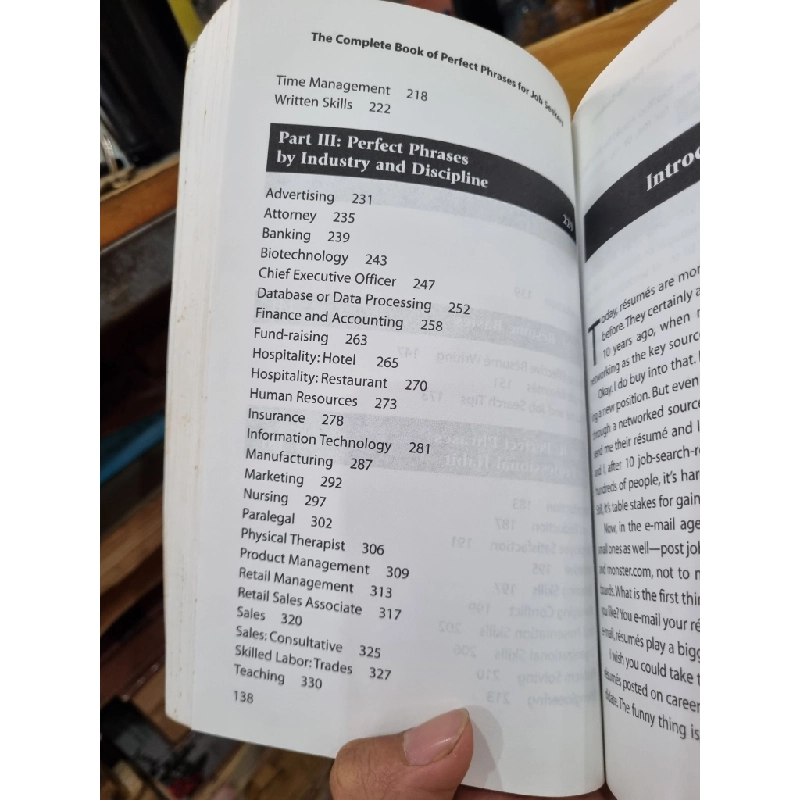 The Complete Book of Perfect Phrases for Job Seekers
Time Management 218
Written Skills 222
Part III: Perfect Phrases
by Industry and Discipline 229
Advertising 231
Attorney 235
Banking 239
Biotechnology 243
Chief Executive Officer 247
Database or Data Processing 252
Finance and Accounting 258
Fund-raising 263
Hospitality: Hotel 265
Hospitality: Restaurant 270
Human Resources 273
Insurance 278
Information Technology 281
Manufacturing 287
Marketing 292
Nursing 297
Paralegal 302
Physical Therapist 306
Product Management 309
Retail Management 313
Retail Sales Associate 317
Sales 320
Sales: Consultative 325
Skilled Labor: Trades 327
Teaching 330
138
Introd
Today, résumés are mor
before. They certainly a
10 years ago, when n
networking as the key sourc
Okay. I do buy into that. I
ing a new position. But even
through a networked sourc
send me their résumé and I
and I, after 10 job-search-r
hundreds of people, it's har
Still, it's table stakes for gain
Now, in the e-mail age
small ones as well—post jo
and monster.com, not to m
boards. What is the first thin
you like? You e-mail your ré
e-mail, résumés play a bigg
I wish you could take t
résumés posted on career
The funny thing is